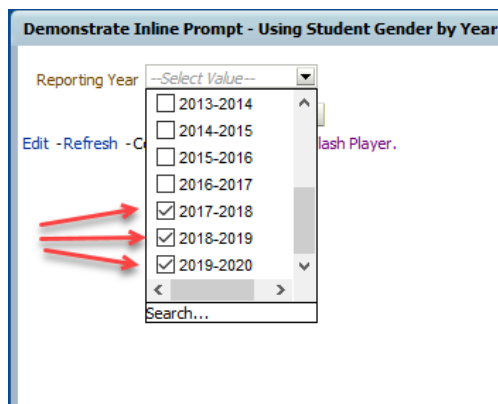 Demonstrate Inline Prompt - Using Student Gender by Year
Reporting Year --Select Value--
2013-2014
2014-2015
2015-2016
2016-2017
2017-2018
2018-2019
2019-2020
Search...
Edit -Refresh -C lash Player.